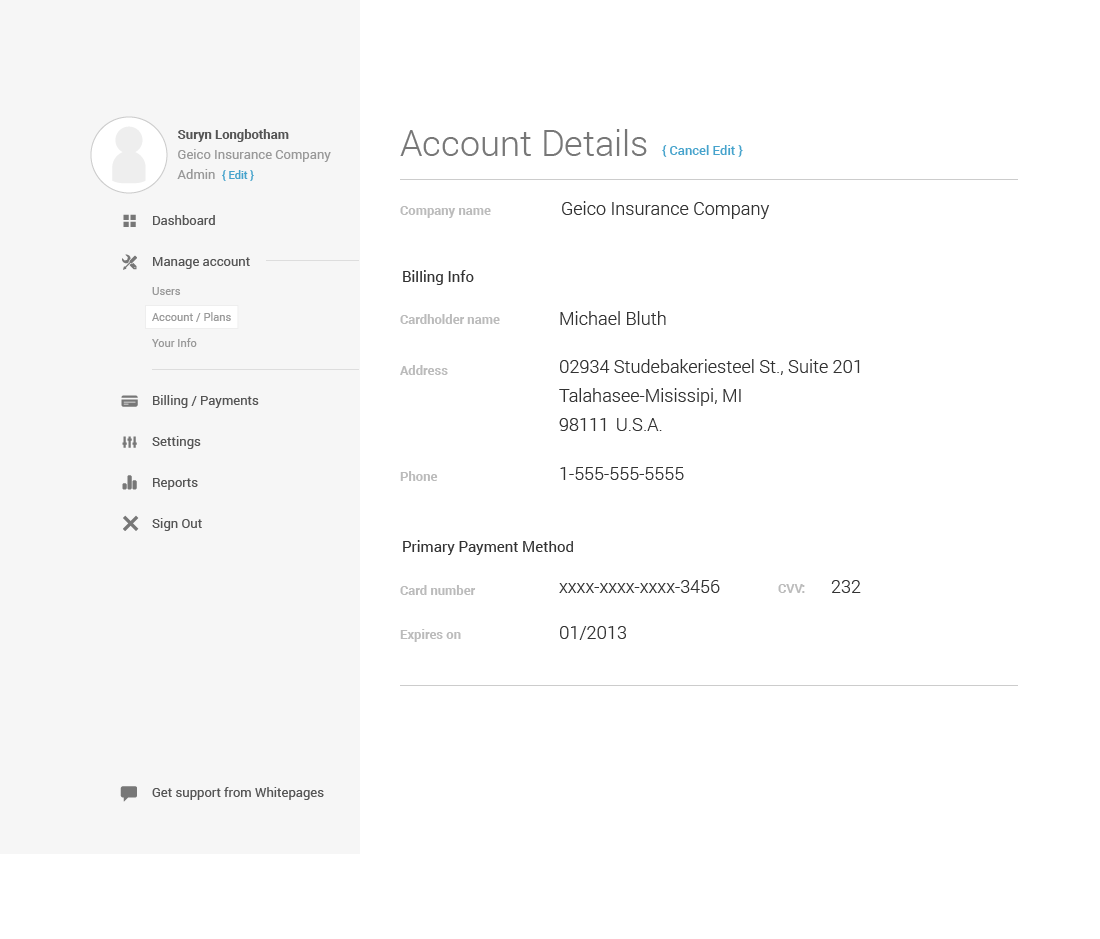 Suryn Longbotham
Geico Insurance Company
Admin { Edit }
Dashboard
Manage account
Users
Account / Plans
Your Info
Billing / Payments
Settings
Reports
Sign Out
Get support from Whitepages
Account Details { Cancel Edit }
Company name Geico Insurance Company
Billing Info
Cardholder name Michael Bluth
Address 02934 Studebakeriesteel St., Suite 201
Talahasee-Misissipi, MI
98111 U.S.A.
Phone 1-555-555-5555
Primary Payment Method
Card number xxxx-xxxx-xxxx-3456 CVV: 232
Expires on 01/2013